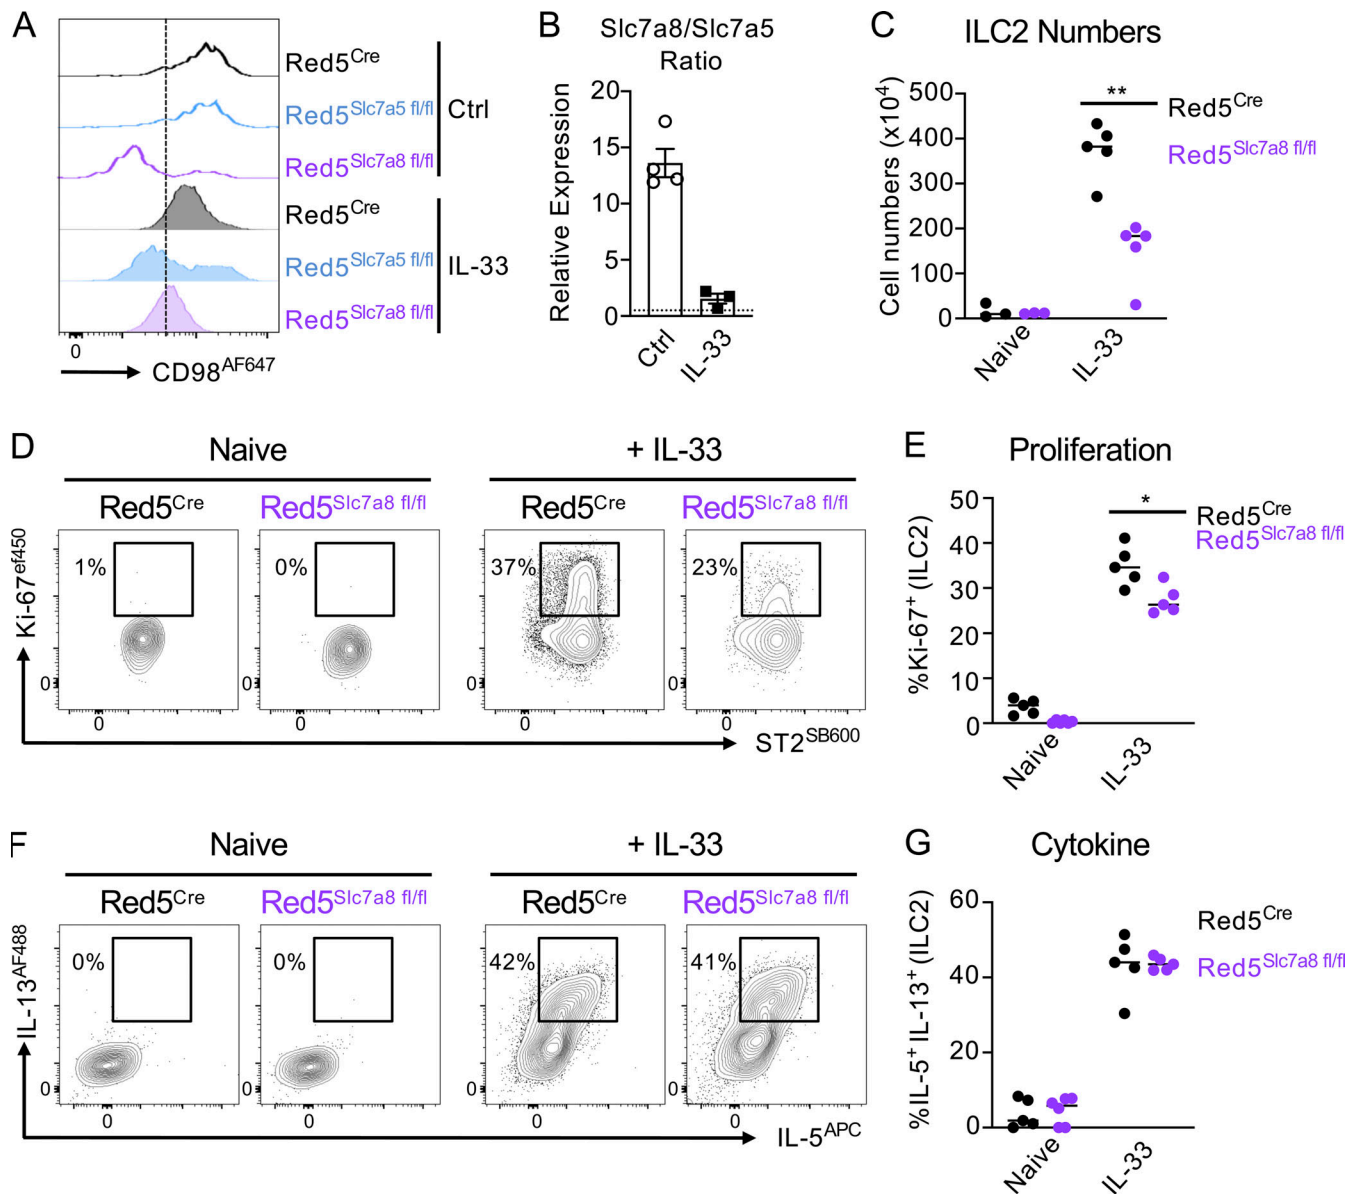 A
Red5Cre
Red5Slc7a5 fl/fl
Red5Slc7a8 fl/fl
Ctrl
Red5Cre
Red5Slc7a5 fl/fl
Red5Slc7a8 fl/fl
IL-33
0
CD98AF647
B
Slc7a8/Slc7a5
Ratio
Relative Expression
20
15
10
5
0
Ctrl
IL-33
C
ILC2 Numbers
Cell numbers (x10⁴)
500
400
300
200
100
0
**
Red5Cre
Red5Slc7a8 fl/fl
Naive
IL-33
D
Naive
+ IL-33
Red5Cre
Red5Slc7a8 fl/fl
Red5Cre
Red5Slc7a8 fl/fl
1%
0%
37%
23%
Ki-67ef450
0
0
0
0
0
0
0
0
ST2SB600
E
Proliferation
%Ki-67⁺ (ILC2)
50
40
30
20
10
0
*
Red5Cre
Red5Slc7a8 fl/fl
Naive
IL-33
F
Naive
+ IL-33
Red5Cre
Red5Slc7a8 fl/fl
Red5Cre
Red5Slc7a8 fl/fl
0%
0%
42%
41%
IL-13AF488
0
0
0
0
0
0
0
0
IL-5APC
G
Cytokine
%IL-5⁺ IL-13⁺ (ILC2)
60
40
20
0
Red5Cre
Red5Slc7a8 fl/fl
Naive
IL-33